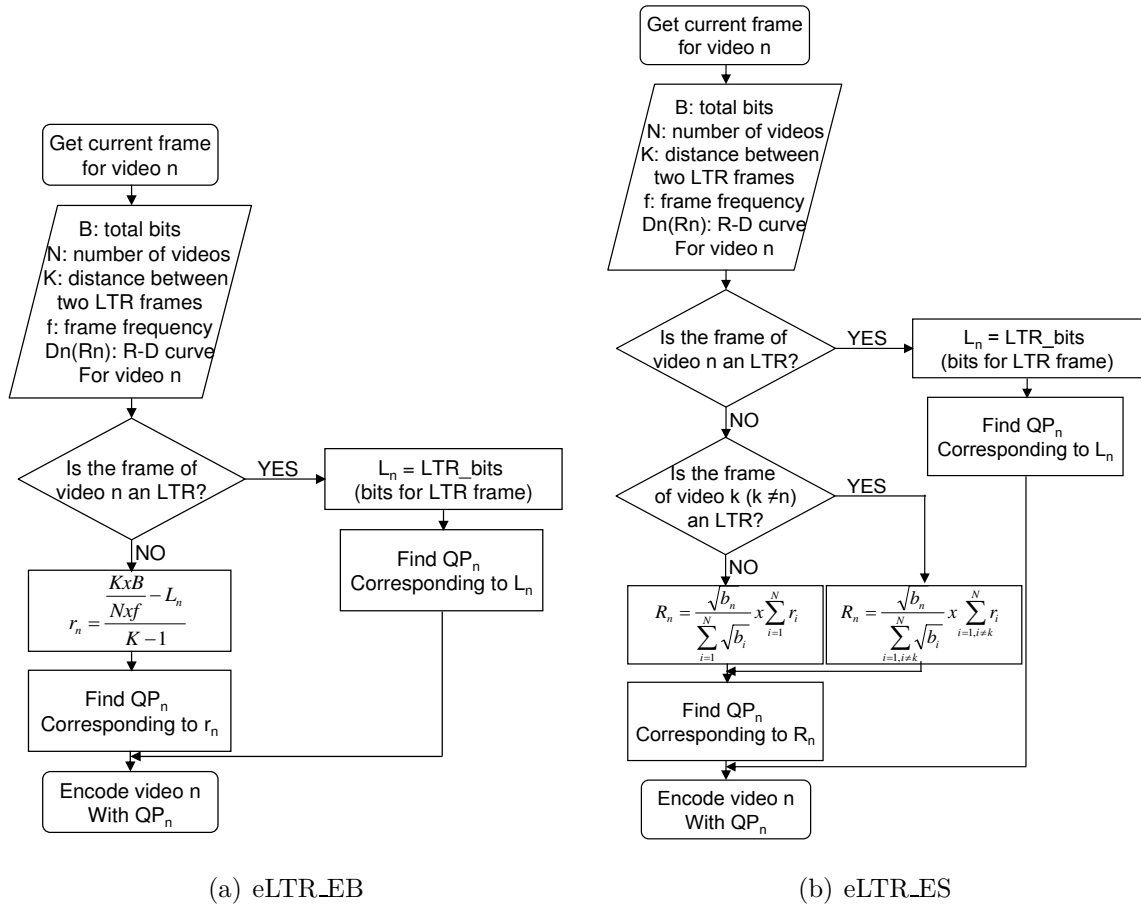 Get current frame
for video n
B: total bits
N: number of videos
K: distance between
two LTR frames
f: frame frequency
Dn(Rn): R-D curve
For video n
Is the frame of
video n an LTR?
YES
L_n = LTR_bits
(bits for LTR frame)
Find QP_n
Corresponding to L_n
NO
r_n = (KxB/Nxf − L_n)/(K − 1)
Find QP_n
Corresponding to r_n
Encode video n
With QP_n
(a) eLTR_EB
Get current frame
for video n
B: total bits
N: number of videos
K: distance between
two LTR frames
f: frame frequency
Dn(Rn): R-D curve
For video n
Is the frame of
video n an LTR?
YES
L_n = LTR_bits
(bits for LTR frame)
Find QP_n
Corresponding to L_n
NO
Is the frame
of video k (k ≠n)
an LTR?
YES
NO
R_n = √b_n / ∑_{i=1}^{N} √b_i x ∑_{i=1}^{N} r_i
R_n = √b_n / ∑_{i=1,i≠k}^{N} √b_i x ∑_{i=1,i≠k}^{N} r_i
Find QP_n
Corresponding to R_n
Encode video n
With QP_n
(b) eLTR_ES